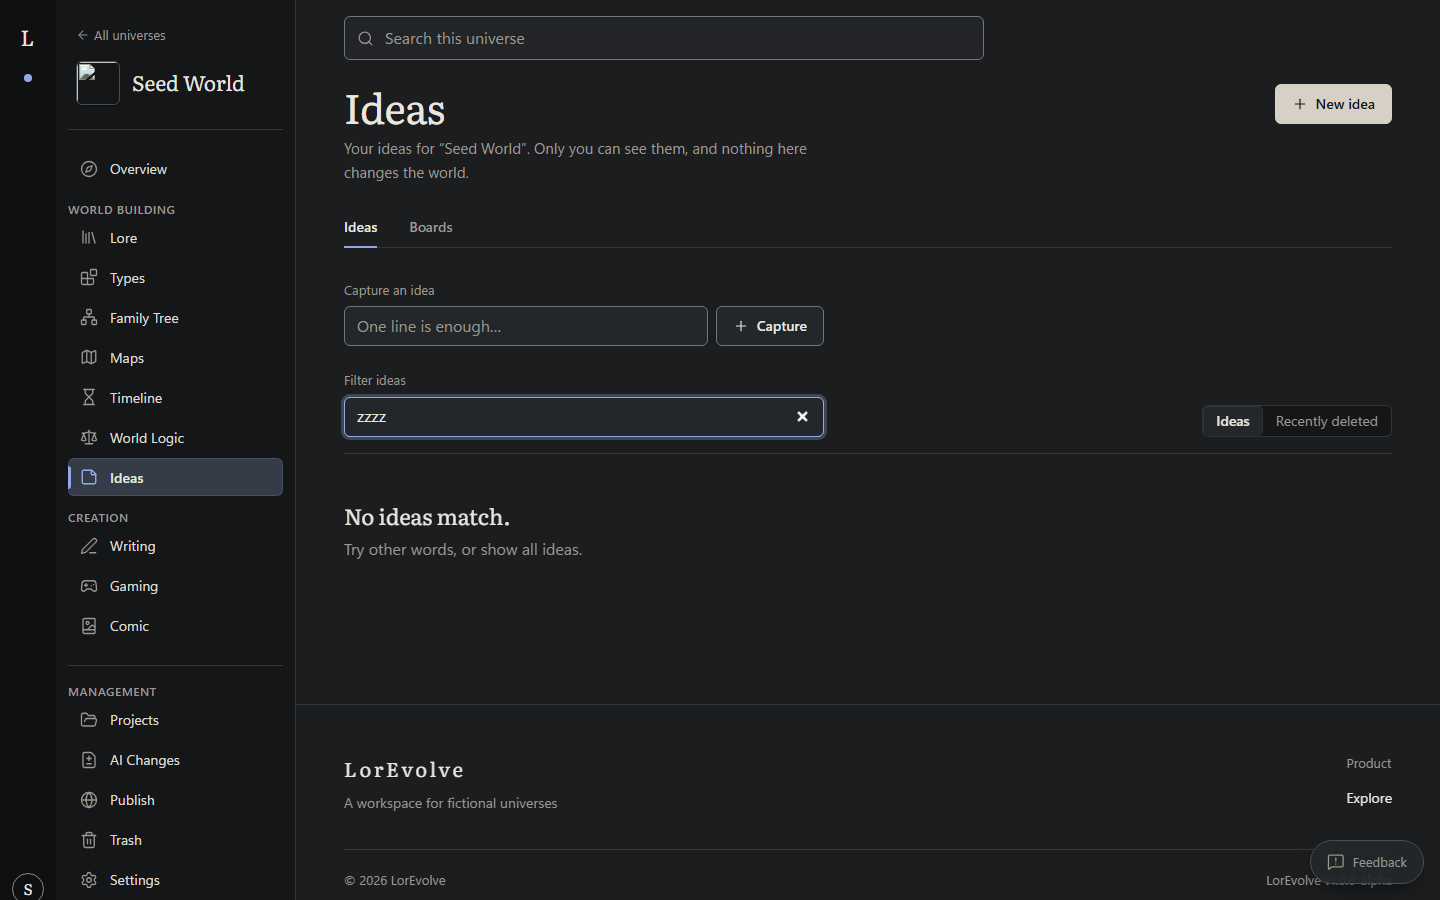 L
All universes
Seed World
Overview
WORLD BUILDING
Lore
Types
Family Tree
Maps
Timeline
World Logic
Ideas
CREATION
Writing
Gaming
Comic
MANAGEMENT
Projects
AI Changes
Publish
Trash
Settings
S
Search this universe
Ideas
New idea
Your ideas for “Seed World”. Only you can see them, and nothing here
changes the world.
Ideas Boards
Capture an idea
One line is enough...
Capture
Filter ideas
zzzz
Ideas Recently deleted
No ideas match.
Try other words, or show all ideas.
LorEvolve
A workspace for fictional universes
Product
Explore
Feedback
© 2026 LorEvolve
LorEvolve v1.0.0-alpha